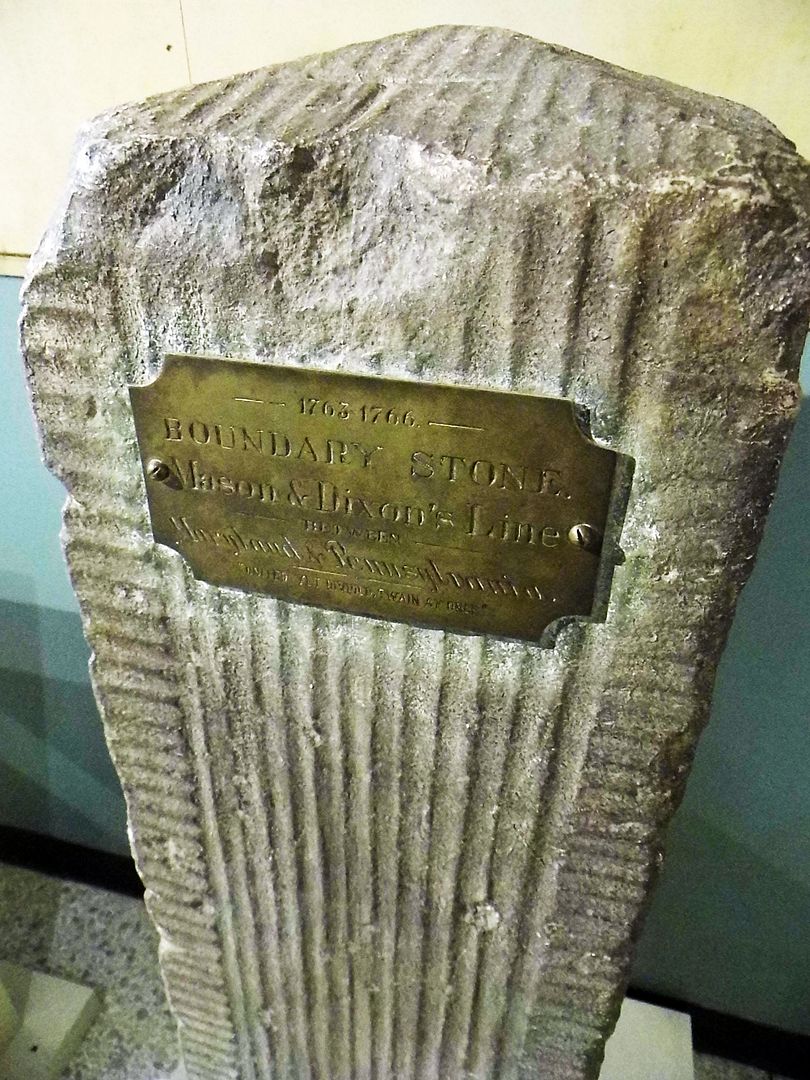 1763-1766.
BOUNDARY STONE.
Mason & Dixon's Line
BETWEEN
Maryland & Pennsylvania.